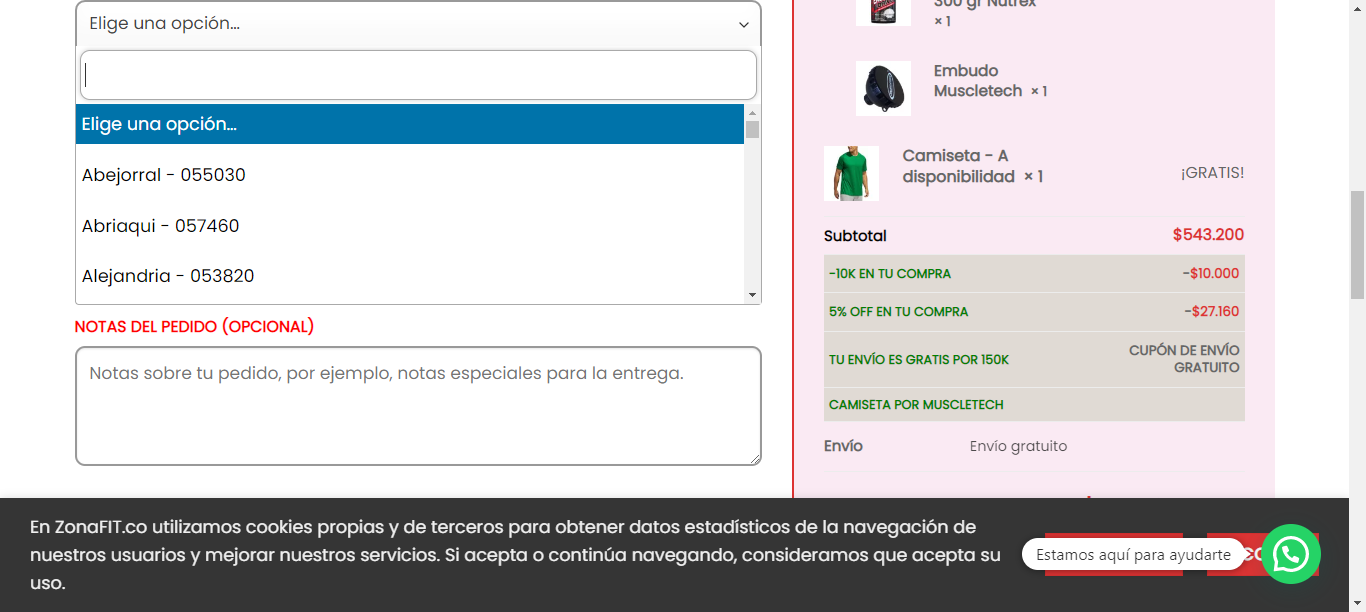 Elige una opción...
Elige una opción...
Abejorral - 055030
Abriaqui - 057460
Alejandria - 053820
NOTAS DEL PEDIDO (OPCIONAL)
Notas sobre tu pedido, por ejemplo, notas especiales para la entrega.
300 gr Nutrex
× 1
Embudo
Muscletech × 1
Camiseta - A
disponibilidad × 1
¡GRATIS!
Subtotal $543.200
-10K EN TU COMPRA -$10.000
5% OFF EN TU COMPRA -$27.160
TU ENVÍO ES GRATIS POR 150K CUPÓN DE ENVÍO
GRATUITO
CAMISETA POR MUSCLETECH
Envío Envío gratuito
En ZonaFIT.co utilizamos cookies propias y de terceros para obtener datos estadísticos de la navegación de
nuestros usuarios y mejorar nuestros servicios. Si acepta o continúa navegando, consideramos que acepta su
uso.
Estamos aquí para ayudarte